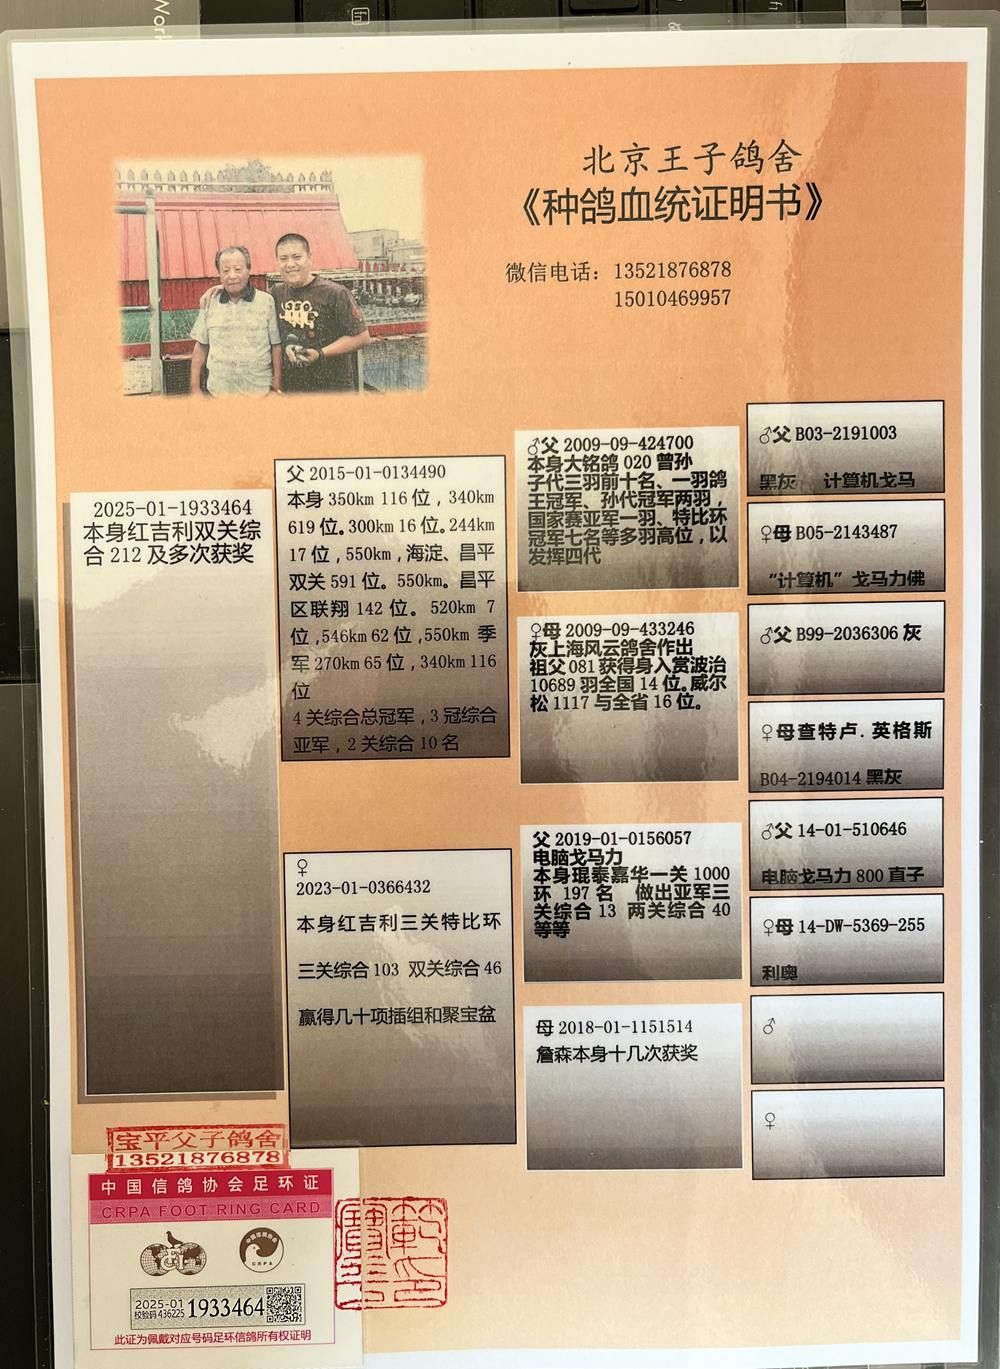 北京王子鸽舍
《种鸽血统证明书》
微信电话：13521876878
15010469957
2025-01-1933464
本身红吉利双关综
合 212 及多次获奖
父 2015-01-0134490
本身 350km 116 位，340km
619 位。300km 16 位。244km
17 位，550km，海淀、昌平
双关 591 位。550km。昌平
区联翔 142 位。 520km 7
位 ,546km 62 位 ,550km 季
军 270km 65 位，340km 116
位
4 关综合总冠军，3 冠综合
亚军，2 关综合 10 名
♀
2023-01-0366432
本身红吉利三关特比环
三关综合 103 双关综合 46
赢得几十项插组和聚宝盆
♂父 2009-09-424700
本身大铭鸽 020 曾孙
子代三羽前十名、一羽鸽
王冠军、孙代冠军两羽，
国家赛亚军一羽、特比环
冠军七名等多羽高位，以
发挥四代
♀母 2009-09-433246
灰上海风云鸽舍作出
祖父 081 获得身入赏波治
10689 羽全国 14 位。威尔
松 1117 与全省 16 位。
父 2019-01-0156057
电脑戈马力
本身琨泰嘉华一关 1000
环 197 名 做出亚军三
关综合 13 两关综合 40
等等
母 2018-01-1151514
詹森本身十几次获奖
♂父 B03-2191003
黑灰 计算机戈马
♀母 B05-2143487
“计算机”戈马力佛
♂父 B99-2036306 灰
♀母查特卢.英格斯
B04-2194014 黑灰
♂父 14-01-510646
电脑戈马力 800 直子
♀母 14-DW-5369-255
利奥
♂
♀
宝平父子鸽舍
13521876878
中国信鸽协会足环证
CRPA FOOT RING CARD
CRPA
2025-01
校验码 436225
1933464
此证为佩戴对应号码足环信鸽所有权证明